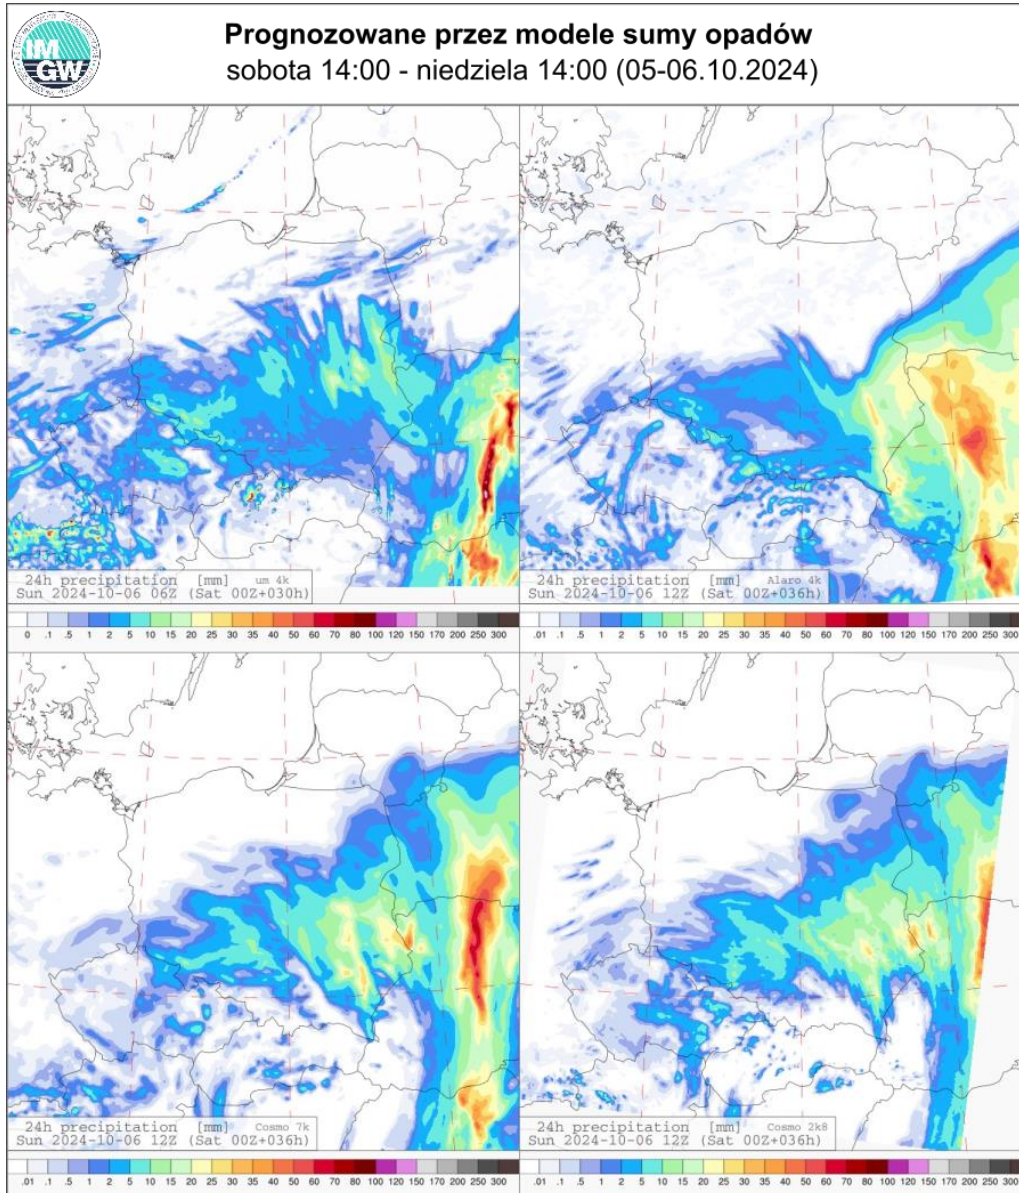 IM
GW
Prognozowane przez modele sumy opadów
sobota 14:00 - niedziela 14:00 (05-06.10.2024)
24h precipitation [mm] um 4k
Sun 2024-10-06 06Z (Sat 00Z+030h)
24h precipitation [mm] Alaro 4k
Sun 2024-10-06 12Z (Sat 00Z+036h)
0 .1 .5 1 2 5 10 15 20 25 30 35 40 50 60 70 80 100 120 150 170 200 250 300
.01 .1 .5 1 2 5 10 15 20 25 30 35 40 50 60 70 80 100 120 150 170 200 250 300
24h precipitation [mm] Cosmo 7k
Sun 2024-10-06 12Z (Sat 00Z+036h)
24h precipitation [mm] Cosmo 2k8
Sun 2024-10-06 12Z (Sat 00Z+036h)
.01 .1 .5 1 2 5 10 15 20 25 30 35 40 50 60 70 80 100 120 150 170 200 250 300
.01 .1 .5 1 2 5 10 15 20 25 30 35 40 50 60 70 80 100 120 150 170 200 250 300